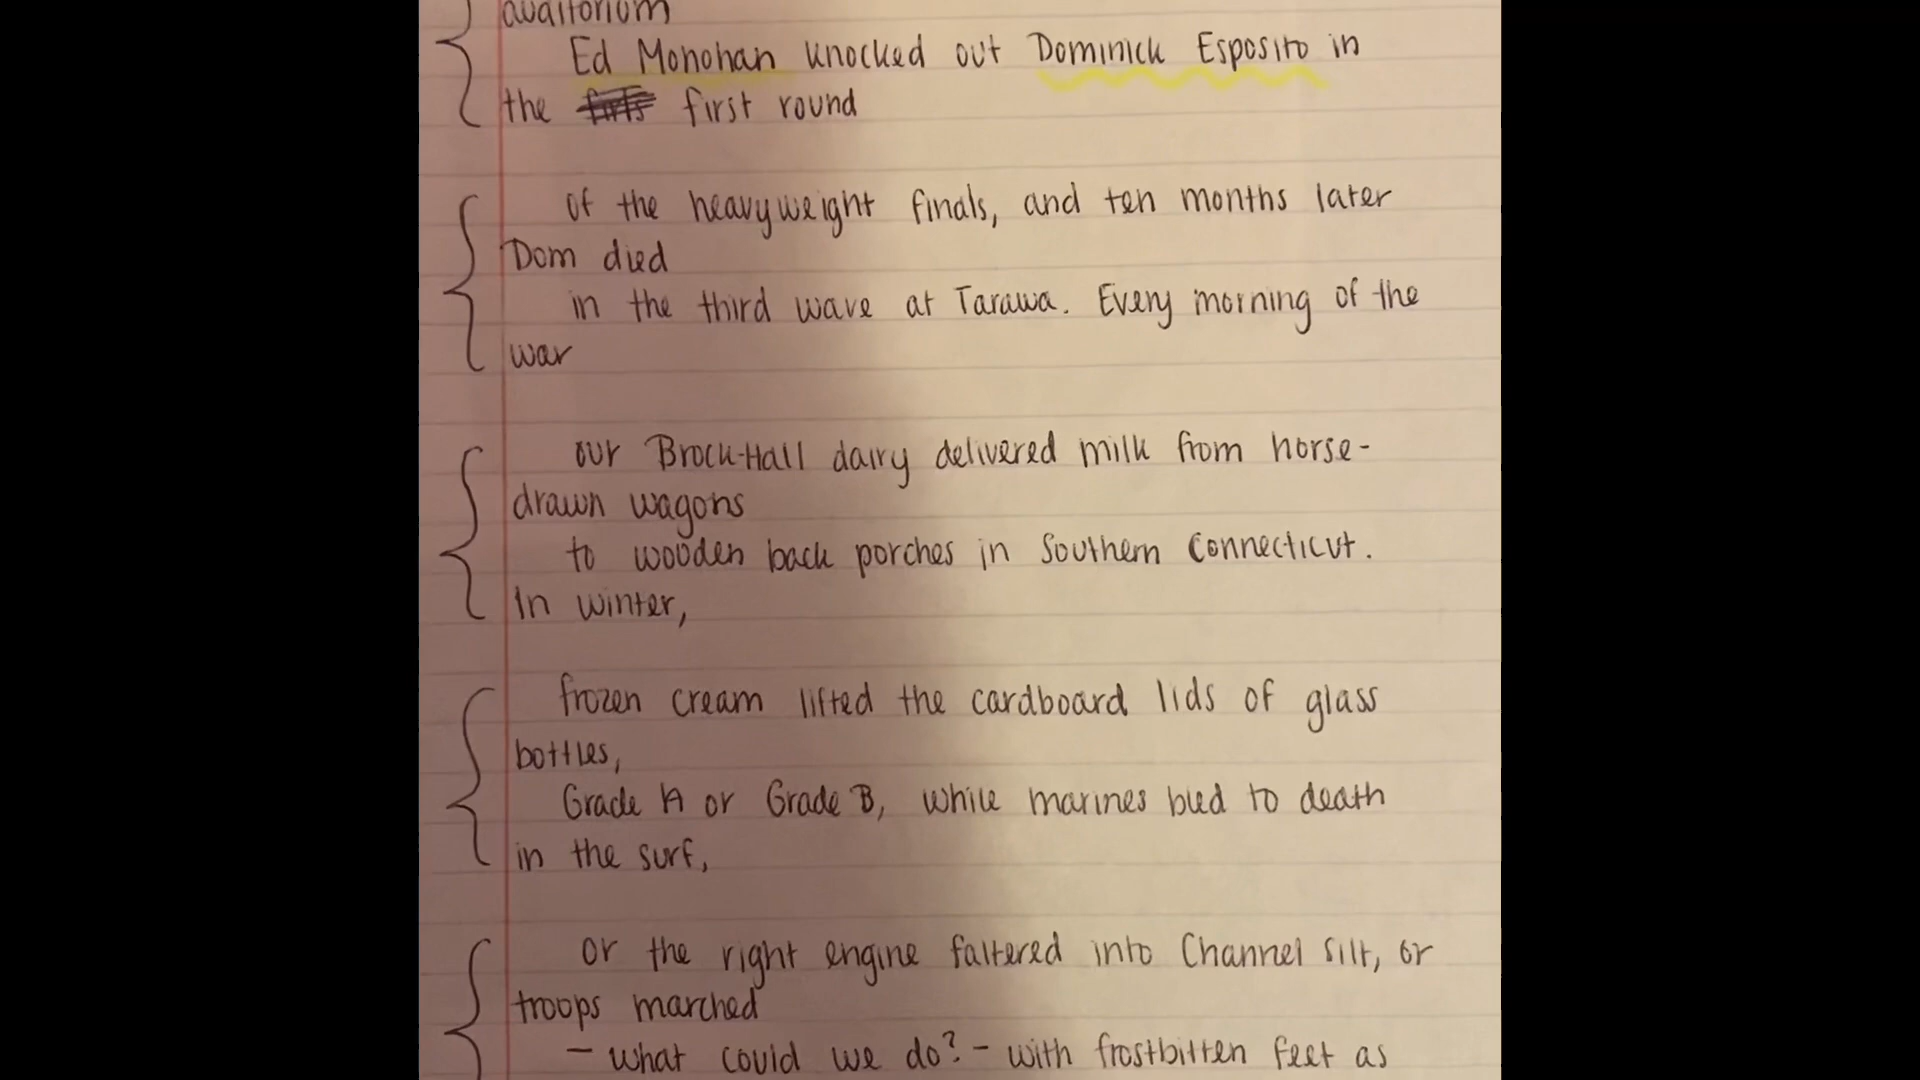 auditorium
Ed Monohan knocked out Dominick Esposito in
the firts first round
of the heavyweight finals, and ten months later
Dom died
in the third wave at Tarawa. Every morning of the
war
our Brock-Hall dairy delivered milk from horse-
drawn wagons
to wooden back porches in Southern Connecticut.
In winter,
frozen cream lifted the cardboard lids of glass
bottles,
Grade A or Grade B, while marines bled to death
in the surf,
or the right engine faltered into Channel silt, or
troops marched
- what could we do? - with frostbitten feet as